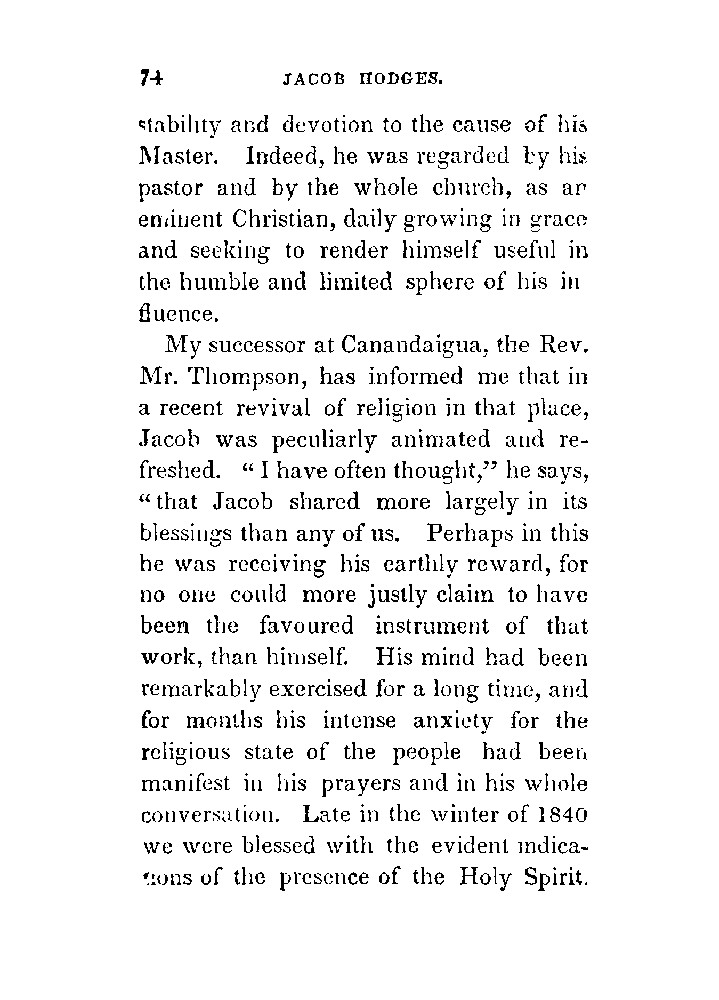 74 JACOB HODGES.
stability and devotion to the cause of his
Master. Indeed, he was regarded by his
pastor and by the whole church, as an
eminent Christian, daily growing in grace
and seeking to render himself useful in
the humble and limited sphere of his in
fluence.
My successor at Canandaigua, the Rev.
Mr. Thompson, has informed me that in
a recent revival of religion in that place,
Jacob was peculiarly animated and re-
freshed. “ I have often thought,” he says,
“ that Jacob shared more largely in its
blessings than any of us. Perhaps in this
he was receiving his earthly reward, for
no one could more justly claim to have
been the favoured instrument of that
work, than himself. His mind had been
remarkably exercised for a long time, and
for months his intense anxiety for the
religious state of the people had been
manifest in his prayers and in his whole
conversation. Late in the winter of 1840
we were blessed with the evident indica-
tions of the presence of the Holy Spirit.